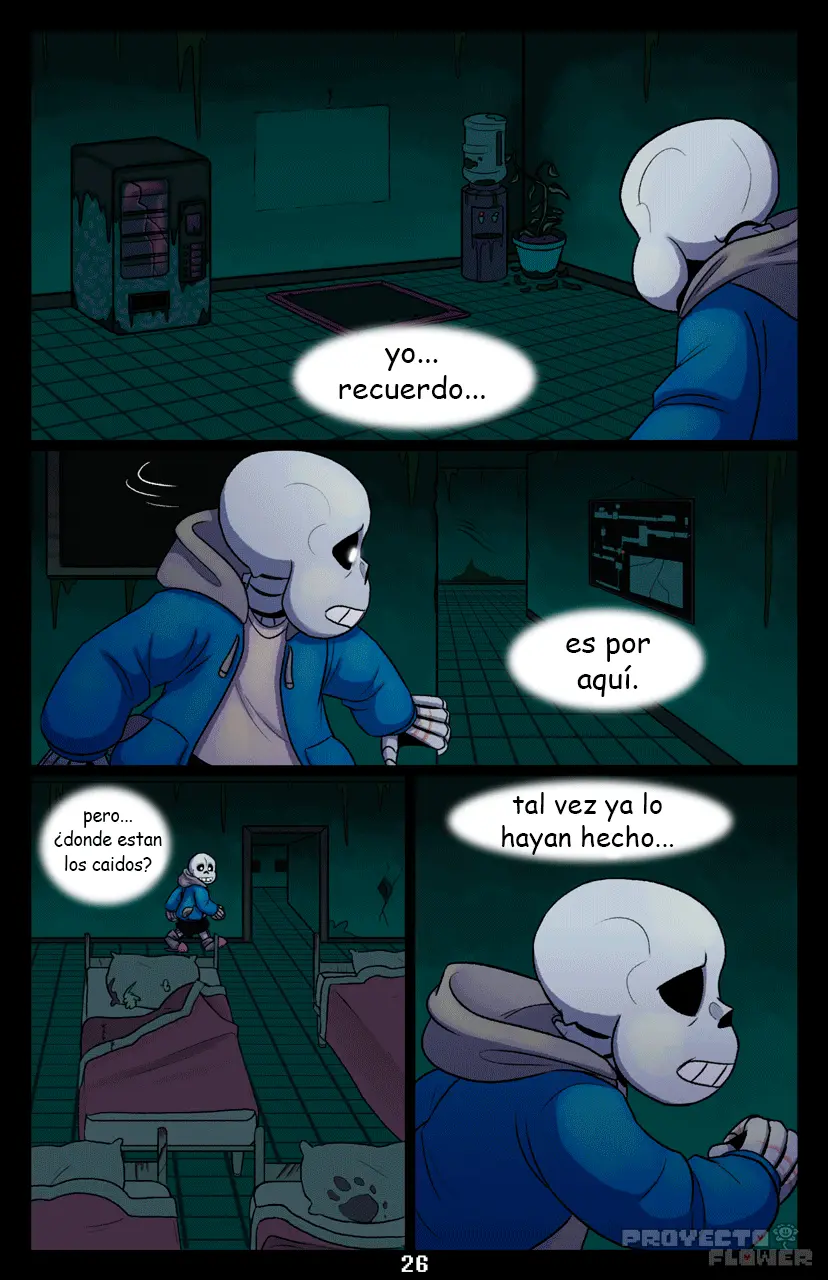 yo...
recuerdo...
es por
aquí.
pero...
¿donde estan
los caidos?
tal vez ya lo
hayan hecho...
PROYECTO
FLOWER
26